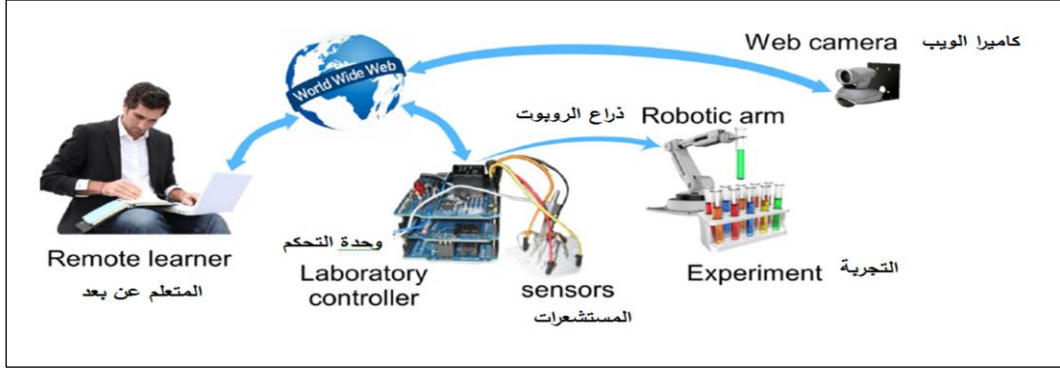 Web camera كاميرا الويب
World Wide Web
ذراع الروبوت Robotic arm
Remote learner
المتعلم عن بعد
وحدة التحكم
Laboratory
controller
sensors
المستشعرات
Experiment التجربة